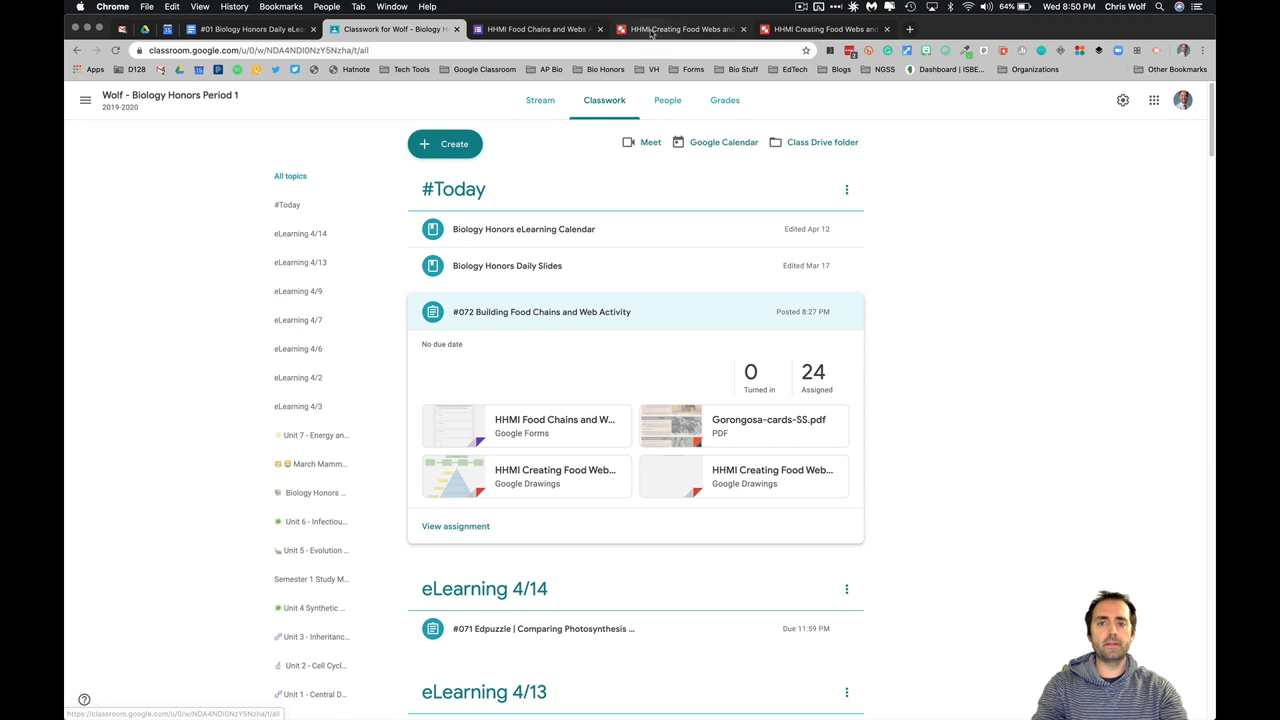 Chrome File Edit View History Bookmarks People Tab Window Help 64% Wed 8:50 PM Chris Wolf
#01 Biology Honors Daily eLea Classwork for Wolf - Biology H HHMI Food Chains and Webs A HHMI Creating Food Webs and HHMI Creating Food Webs and
classroom.google.com/u/0/w/NDA4NDI0NzY5Nzha/t/all
Apps D128 Hatnote Tech Tools Google Classroom AP Bio Bio Honors VH Forms Bio Stuff EdTech Blogs NGSS Dashboard | ISBE... Organizations Other Bookmarks
Wolf - Biology Honors Period 1
2019-2020
Stream Classwork People Grades
Create
Meet Google Calendar Class Drive folder
All topics
#Today
eLearning 4/14
eLearning 4/13
eLearning 4/9
eLearning 4/7
eLearning 4/6
eLearning 4/2
eLearning 4/3
Unit 7 - Energy an...
March Mamm...
Biology Honors ...
Unit 6 - Infectiou...
Unit 5 - Evolution ...
Semester 1 Study M...
Unit 4 Synthetic ...
Unit 3 - Inheritanc...
Unit 2 - Cell Cycl...
Unit 1 - Central D...
#Today
Biology Honors eLearning Calendar Edited Apr 12
Biology Honors Daily Slides Edited Mar 17
#072 Building Food Chains and Web Activity Posted 8:27 PM
No due date
0 24
Turned in Assigned
HHMI Food Chains and W...
Google Forms
Gorongosa-cards-SS.pdf
PDF
HHMI Creating Food Web...
Google Drawings
HHMI Creating Food Web...
Google Drawings
View assignment
eLearning 4/14
#071 Edpuzzle | Comparing Photosynthesis ... Due 11:59 PM
eLearning 4/13
https://classroom.google.com/u/0/w/NDA4NDI0NzY5Nzha/t/all